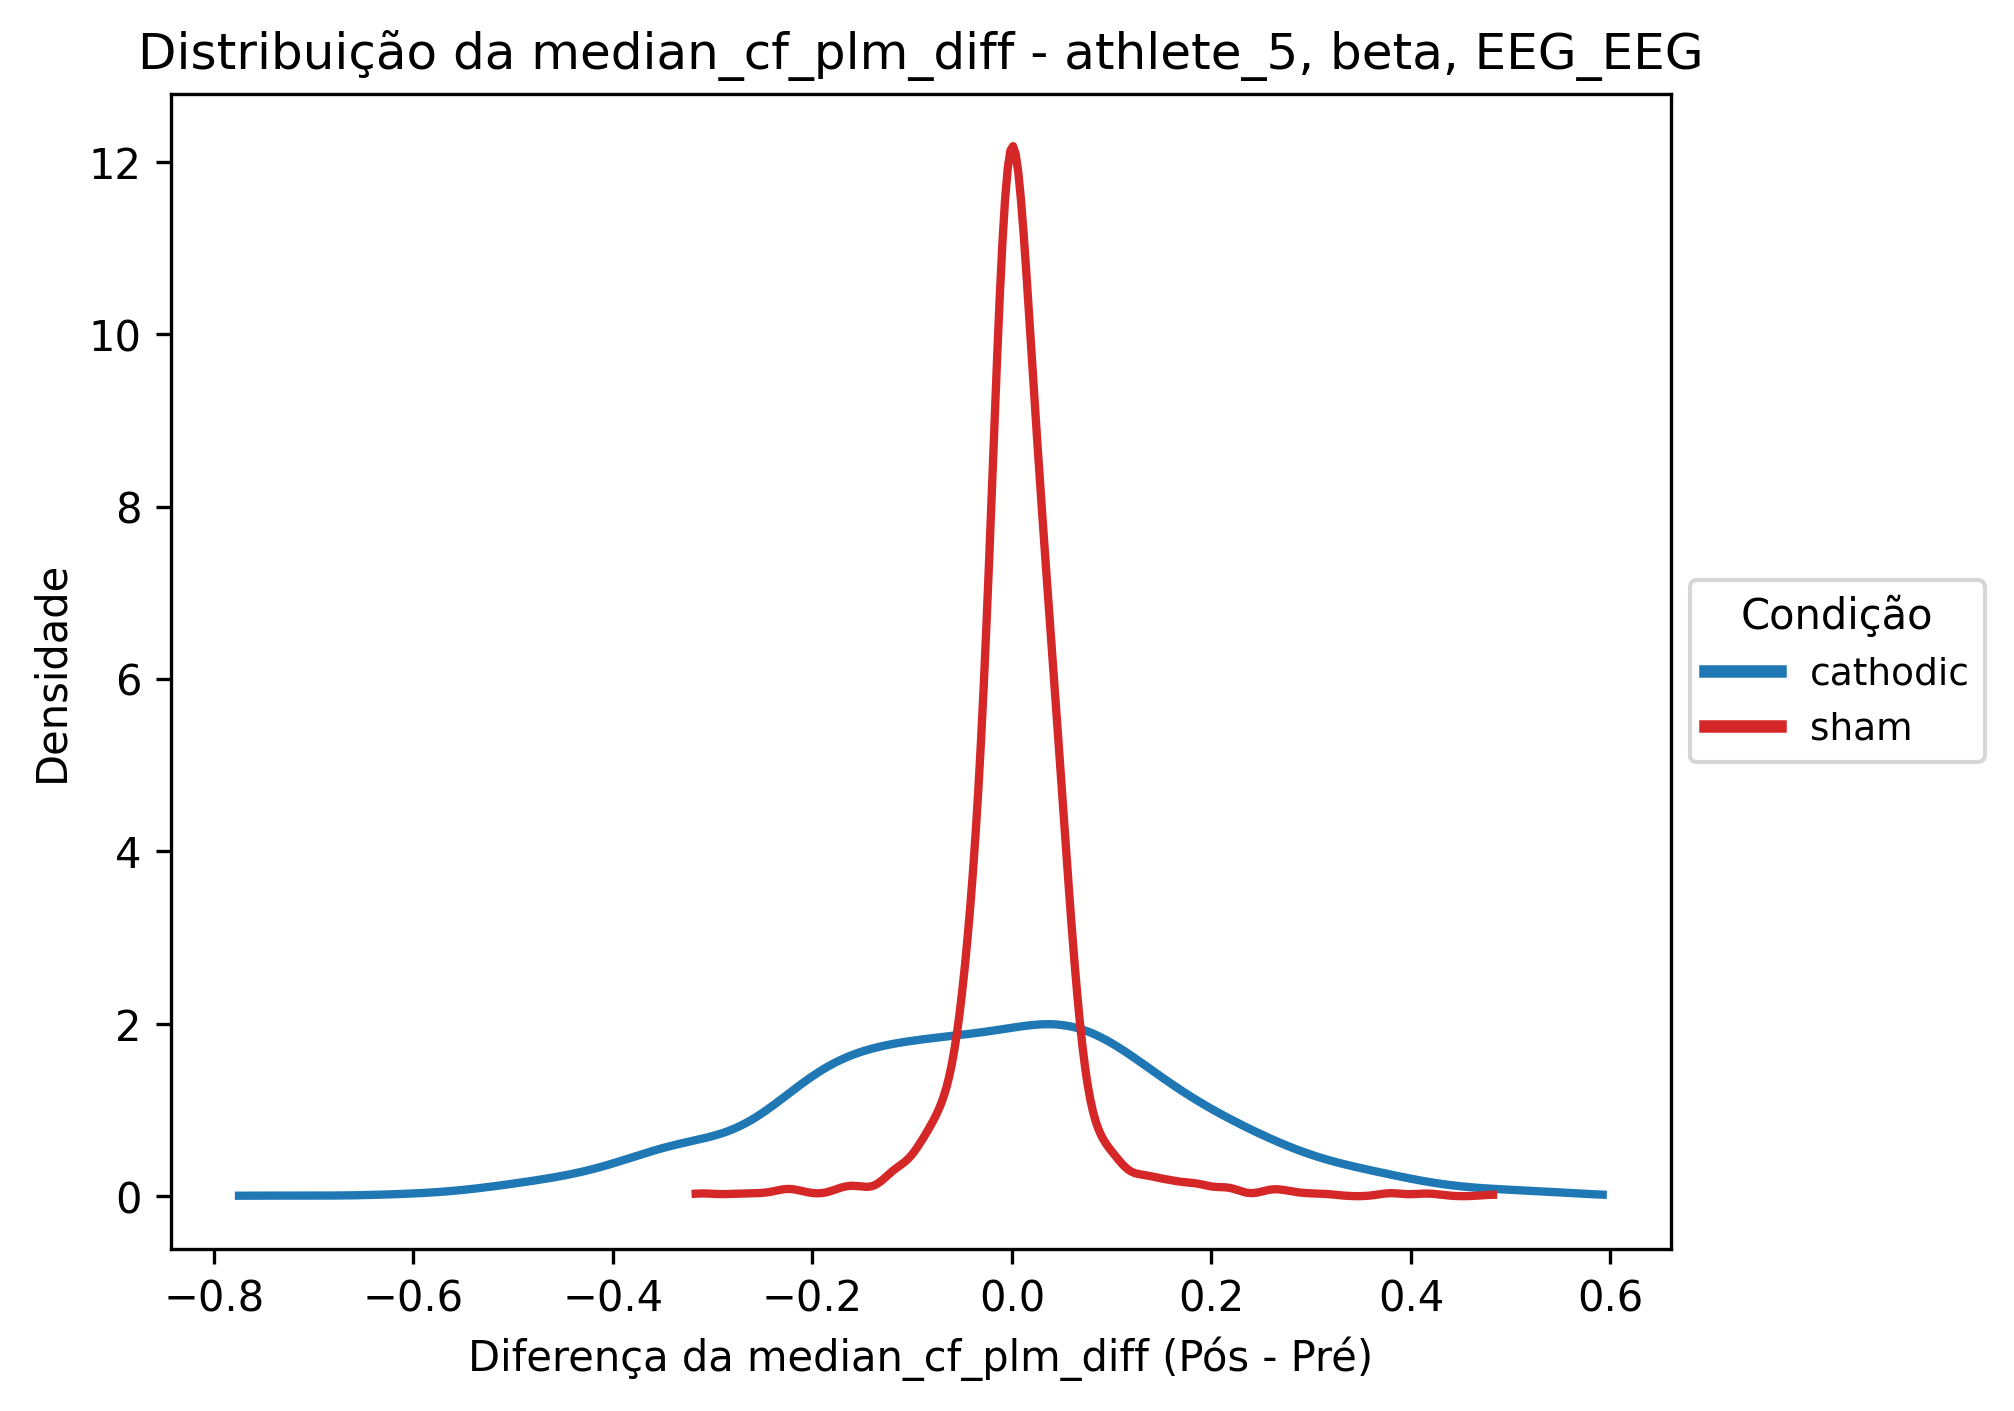 Distribuição da median_cf_plm_diff - athlete_5, beta, EEG_EEG
12
10
8
6
4
2
0
Densidade
−0.8 −0.6 −0.4 −0.2 0.0 0.2 0.4 0.6
Diferença da median_cf_plm_diff (Pós - Pré)
Condição
cathodic
sham